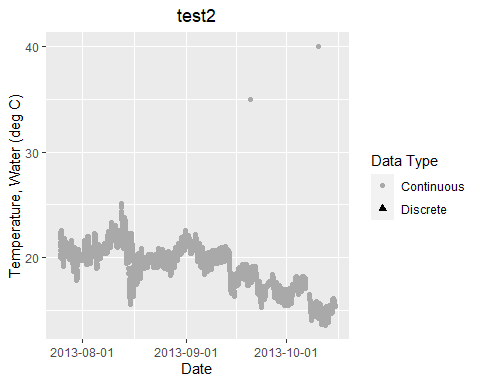 test2
Temperature, Water (deg C)
40
30
20
2013-08-01
2013-09-01
2013-10-01
Date
Data Type
Continuous
Discrete